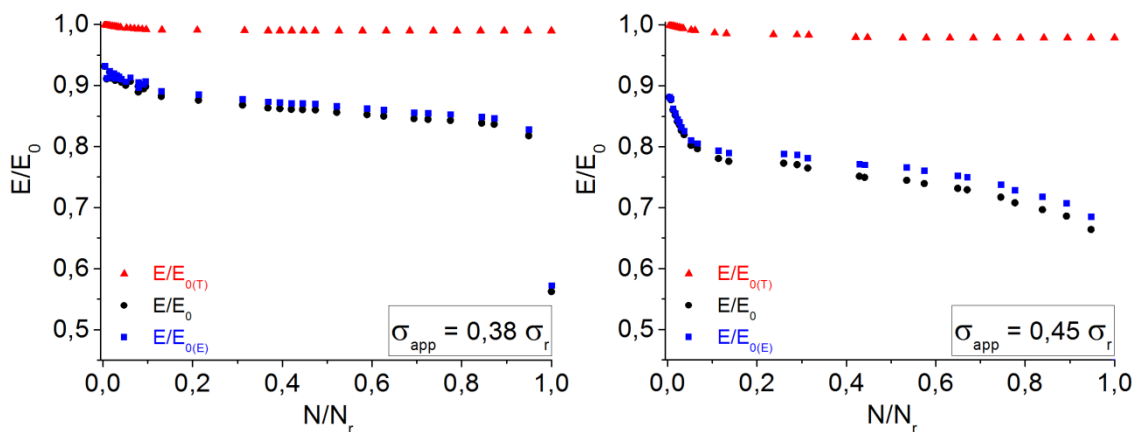 1,0
0,9
0,8
0,7
0,6
0,5
E/E0
E/E0(T)
E/E0
E/E0(E)
σapp = 0,38 σr
0,0 0,2 0,4 0,6 0,8 1,0
N/Nr
1,0
0,9
0,8
0,7
0,6
0,5
E/E0
E/E0(T)
E/E0
E/E0(E)
σapp = 0,45 σr
0,0 0,2 0,4 0,6 0,8 1,0
N/Nr